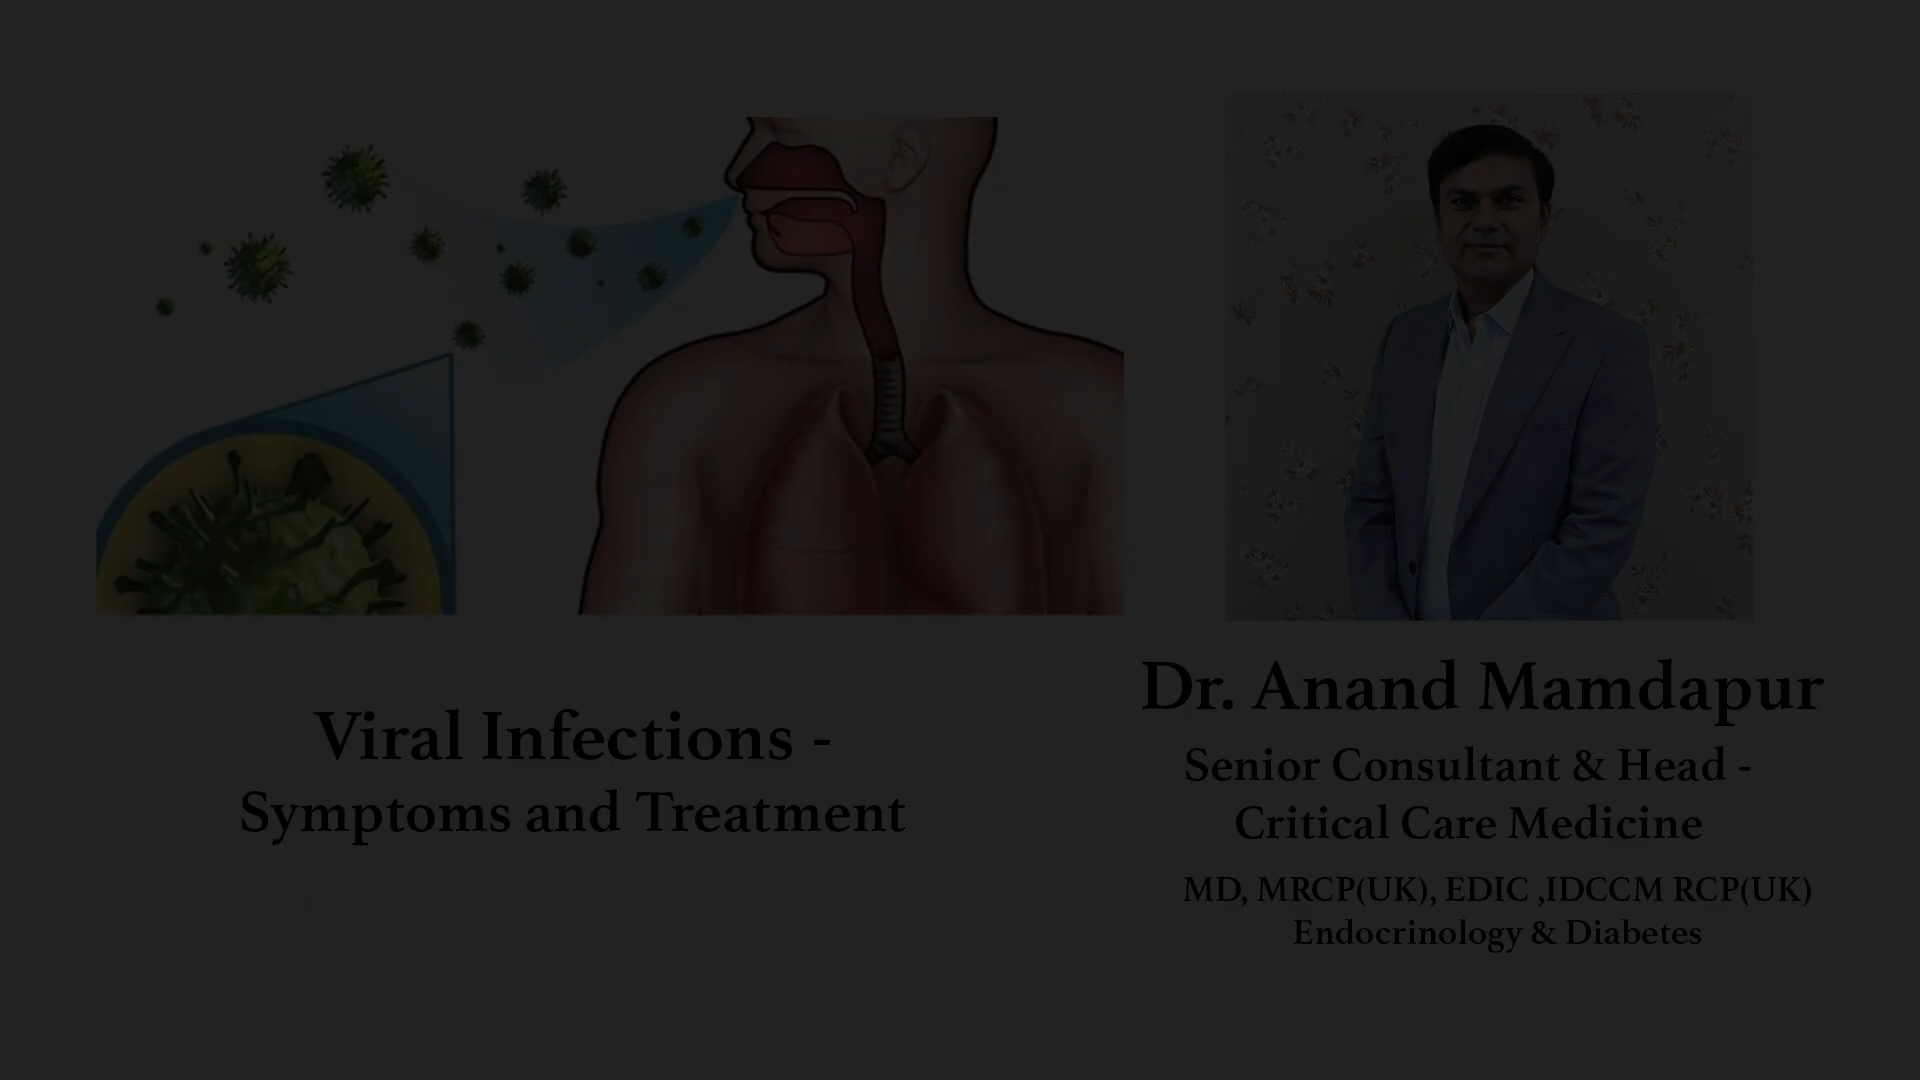 Viral Infections -
Symptoms and Treatment
Dr. Anand Mamdapur
Senior Consultant & Head -
Critical Care Medicine
MD, MRCP(UK), EDIC ,IDCCM RCP(UK)
Endocrinology & Diabetes